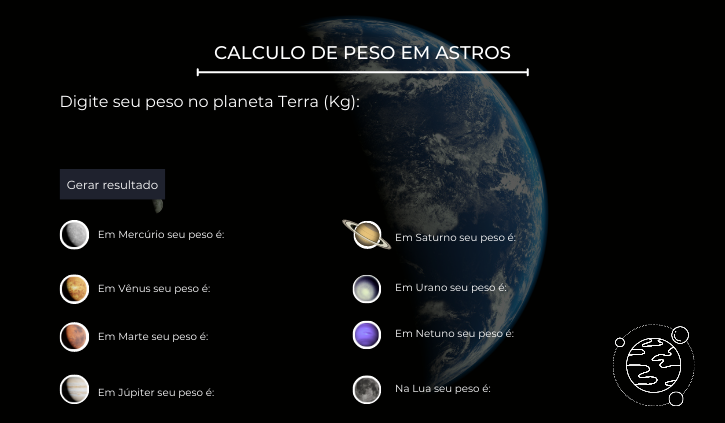 CALCULO DE PESO EM ASTROS
Digite seu peso no planeta Terra (Kg):
Gerar resultado
Em Mercúrio seu peso é:
Em Saturno seu peso é:
Em Vênus seu peso é:
Em Urano seu peso é:
Em Marte seu peso é:
Em Netuno seu peso é:
Em Júpiter seu peso é:
Na Lua seu peso é: